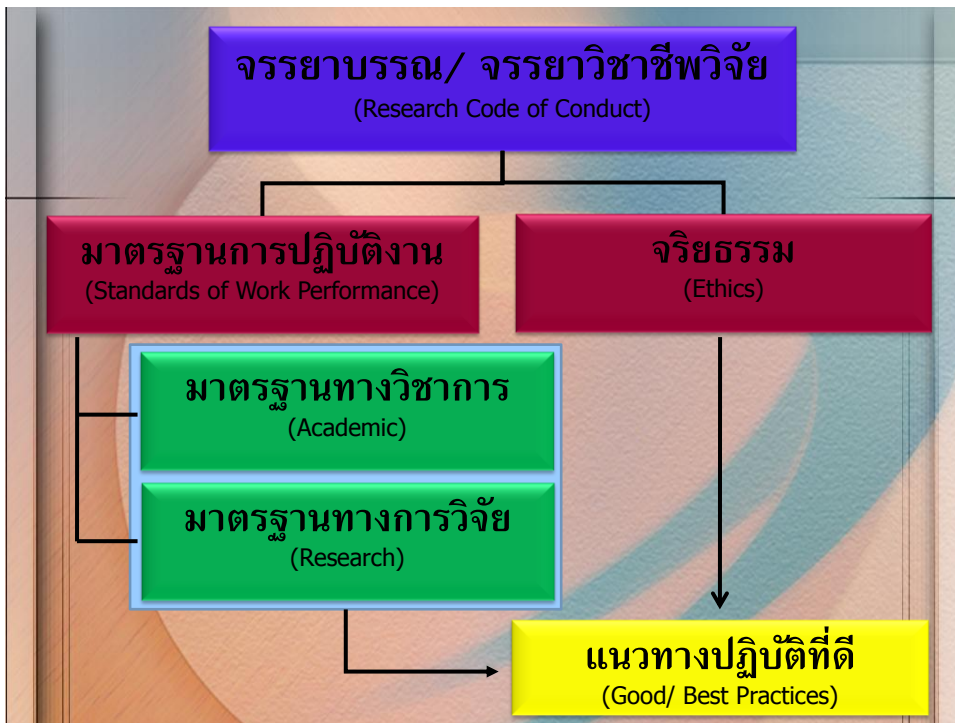 จรรยาบรรณ/ จรรยาวิชาชีพวิจัย
(Research Code of Conduct)
มาตรฐานการปฏิบัติงาน
(Standards of Work Performance)
จริยธรรม
(Ethics)
มาตรฐานทางวิชาการ
(Academic)
มาตรฐานทางการวิจัย
(Research)
แนวทางปฏิบัติที่ดี
(Good/ Best Practices)